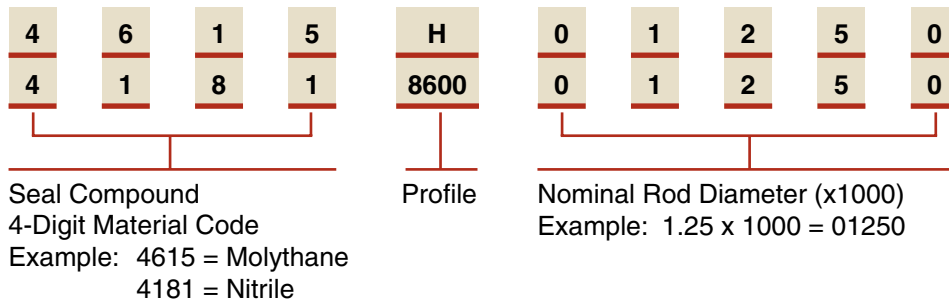 4 6 1 5 H 0 1 2 5 0
4 1 8 1 8600 0 1 2 5 0
Seal Compound
4-Digit Material Code
Example: 4615 = Molythane
4181 = Nitrile
Profile
Nominal Rod Diameter (x1000)
Example: 1.25 x 1000 = 01250